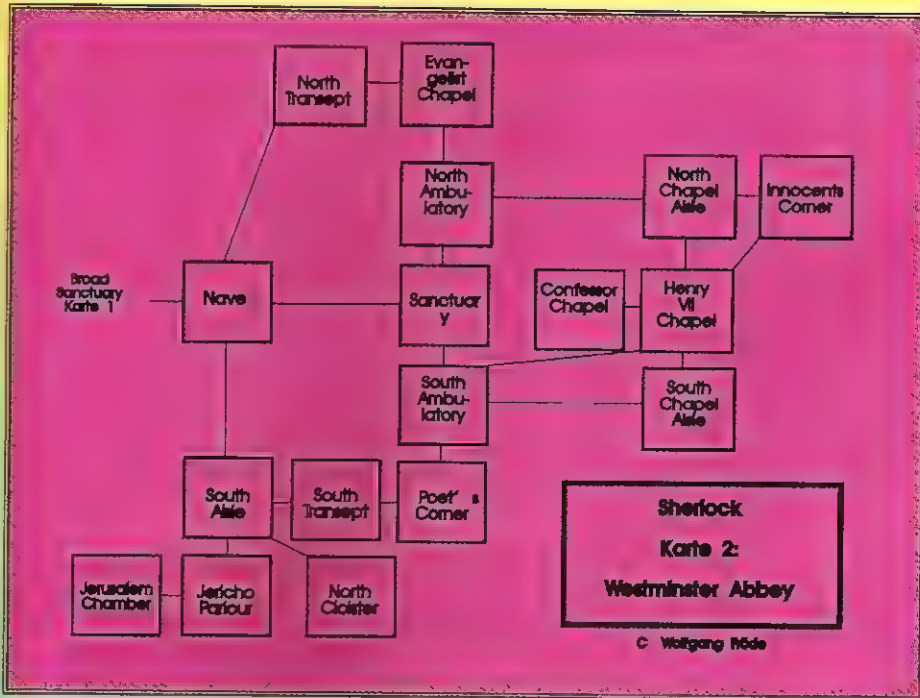 North
Transept
Evan-
gelist
Chapel
North
Ambu-
latory
North
Chapel
Aisle
Innocents
Corner
Broad
Sanctuary
Karte 1
Nave
Sanctuar
y
Confessor
Chapel
Henry
VII
Chapel
South
Ambu-
latory
South
Chapel
Aisle
South
Aisle
South
Transept
Poet' s
Corner
Jerusalem
Chamber
Jericho
Parlour
North
Cloister
Sherlock
Karte 2:
Westminster Abbey
C Wolfgang Röde